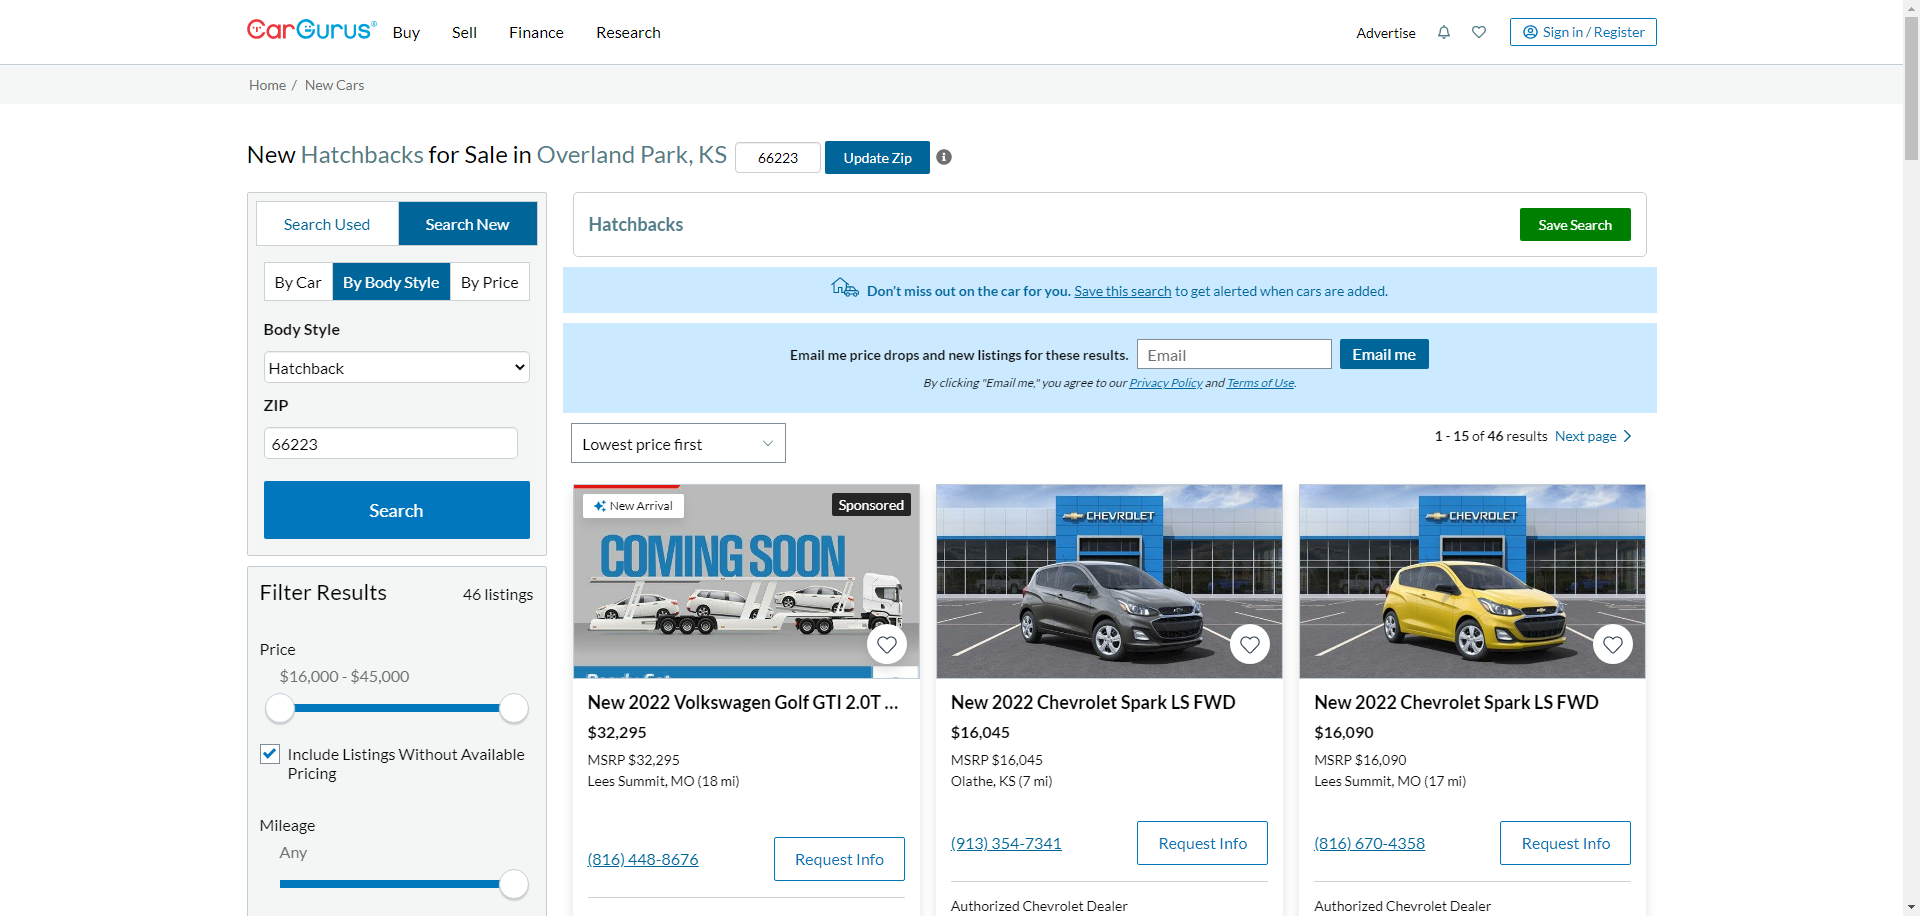 CarGurus®
Buy
Sell
Finance
Research
Advertise
Sign in / Register
Home / New Cars
New Hatchbacks for Sale in Overland Park, KS
66223
Update Zip
Search Used
Search New
By Car
By Body Style
By Price
Body Style
Hatchback
ZIP
66223
Search
Filter Results
46 listings
Price
$16,000 - $45,000
Include Listings Without Available
Pricing
Mileage
Any
Hatchbacks
Save Search
Don't miss out on the car for you. Save this search to get alerted when cars are added.
Email me price drops and new listings for these results.
Email
Email me
By clicking "Email me," you agree to our Privacy Policy and Terms of Use.
Lowest price first
1 - 15 of 46 results
Next page
New Arrival
Sponsored
COMING SOON
New 2022 Volkswagen Golf GTI 2.0T ...
$32,295
MSRP $32,295
Lees Summit, MO (18 mi)
(816) 448-8676
Request Info
CHEVROLET
New 2022 Chevrolet Spark LS FWD
$16,045
MSRP $16,045
Olathe, KS (7 mi)
(913) 354-7341
Request Info
Authorized Chevrolet Dealer
CHEVROLET
New 2022 Chevrolet Spark LS FWD
$16,090
MSRP $16,090
Lees Summit, MO (17 mi)
(816) 670-4358
Request Info
Authorized Chevrolet Dealer